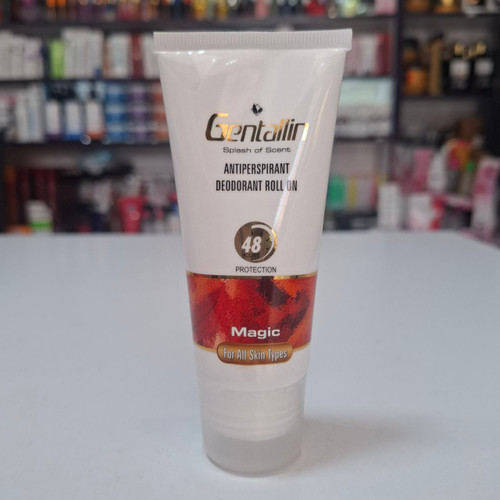 Gentallin
Splash of Scent
ANTIPERSPIRANT
DEODORANT ROLL ON
48
PROTECTION
Magic
For All Skin Types